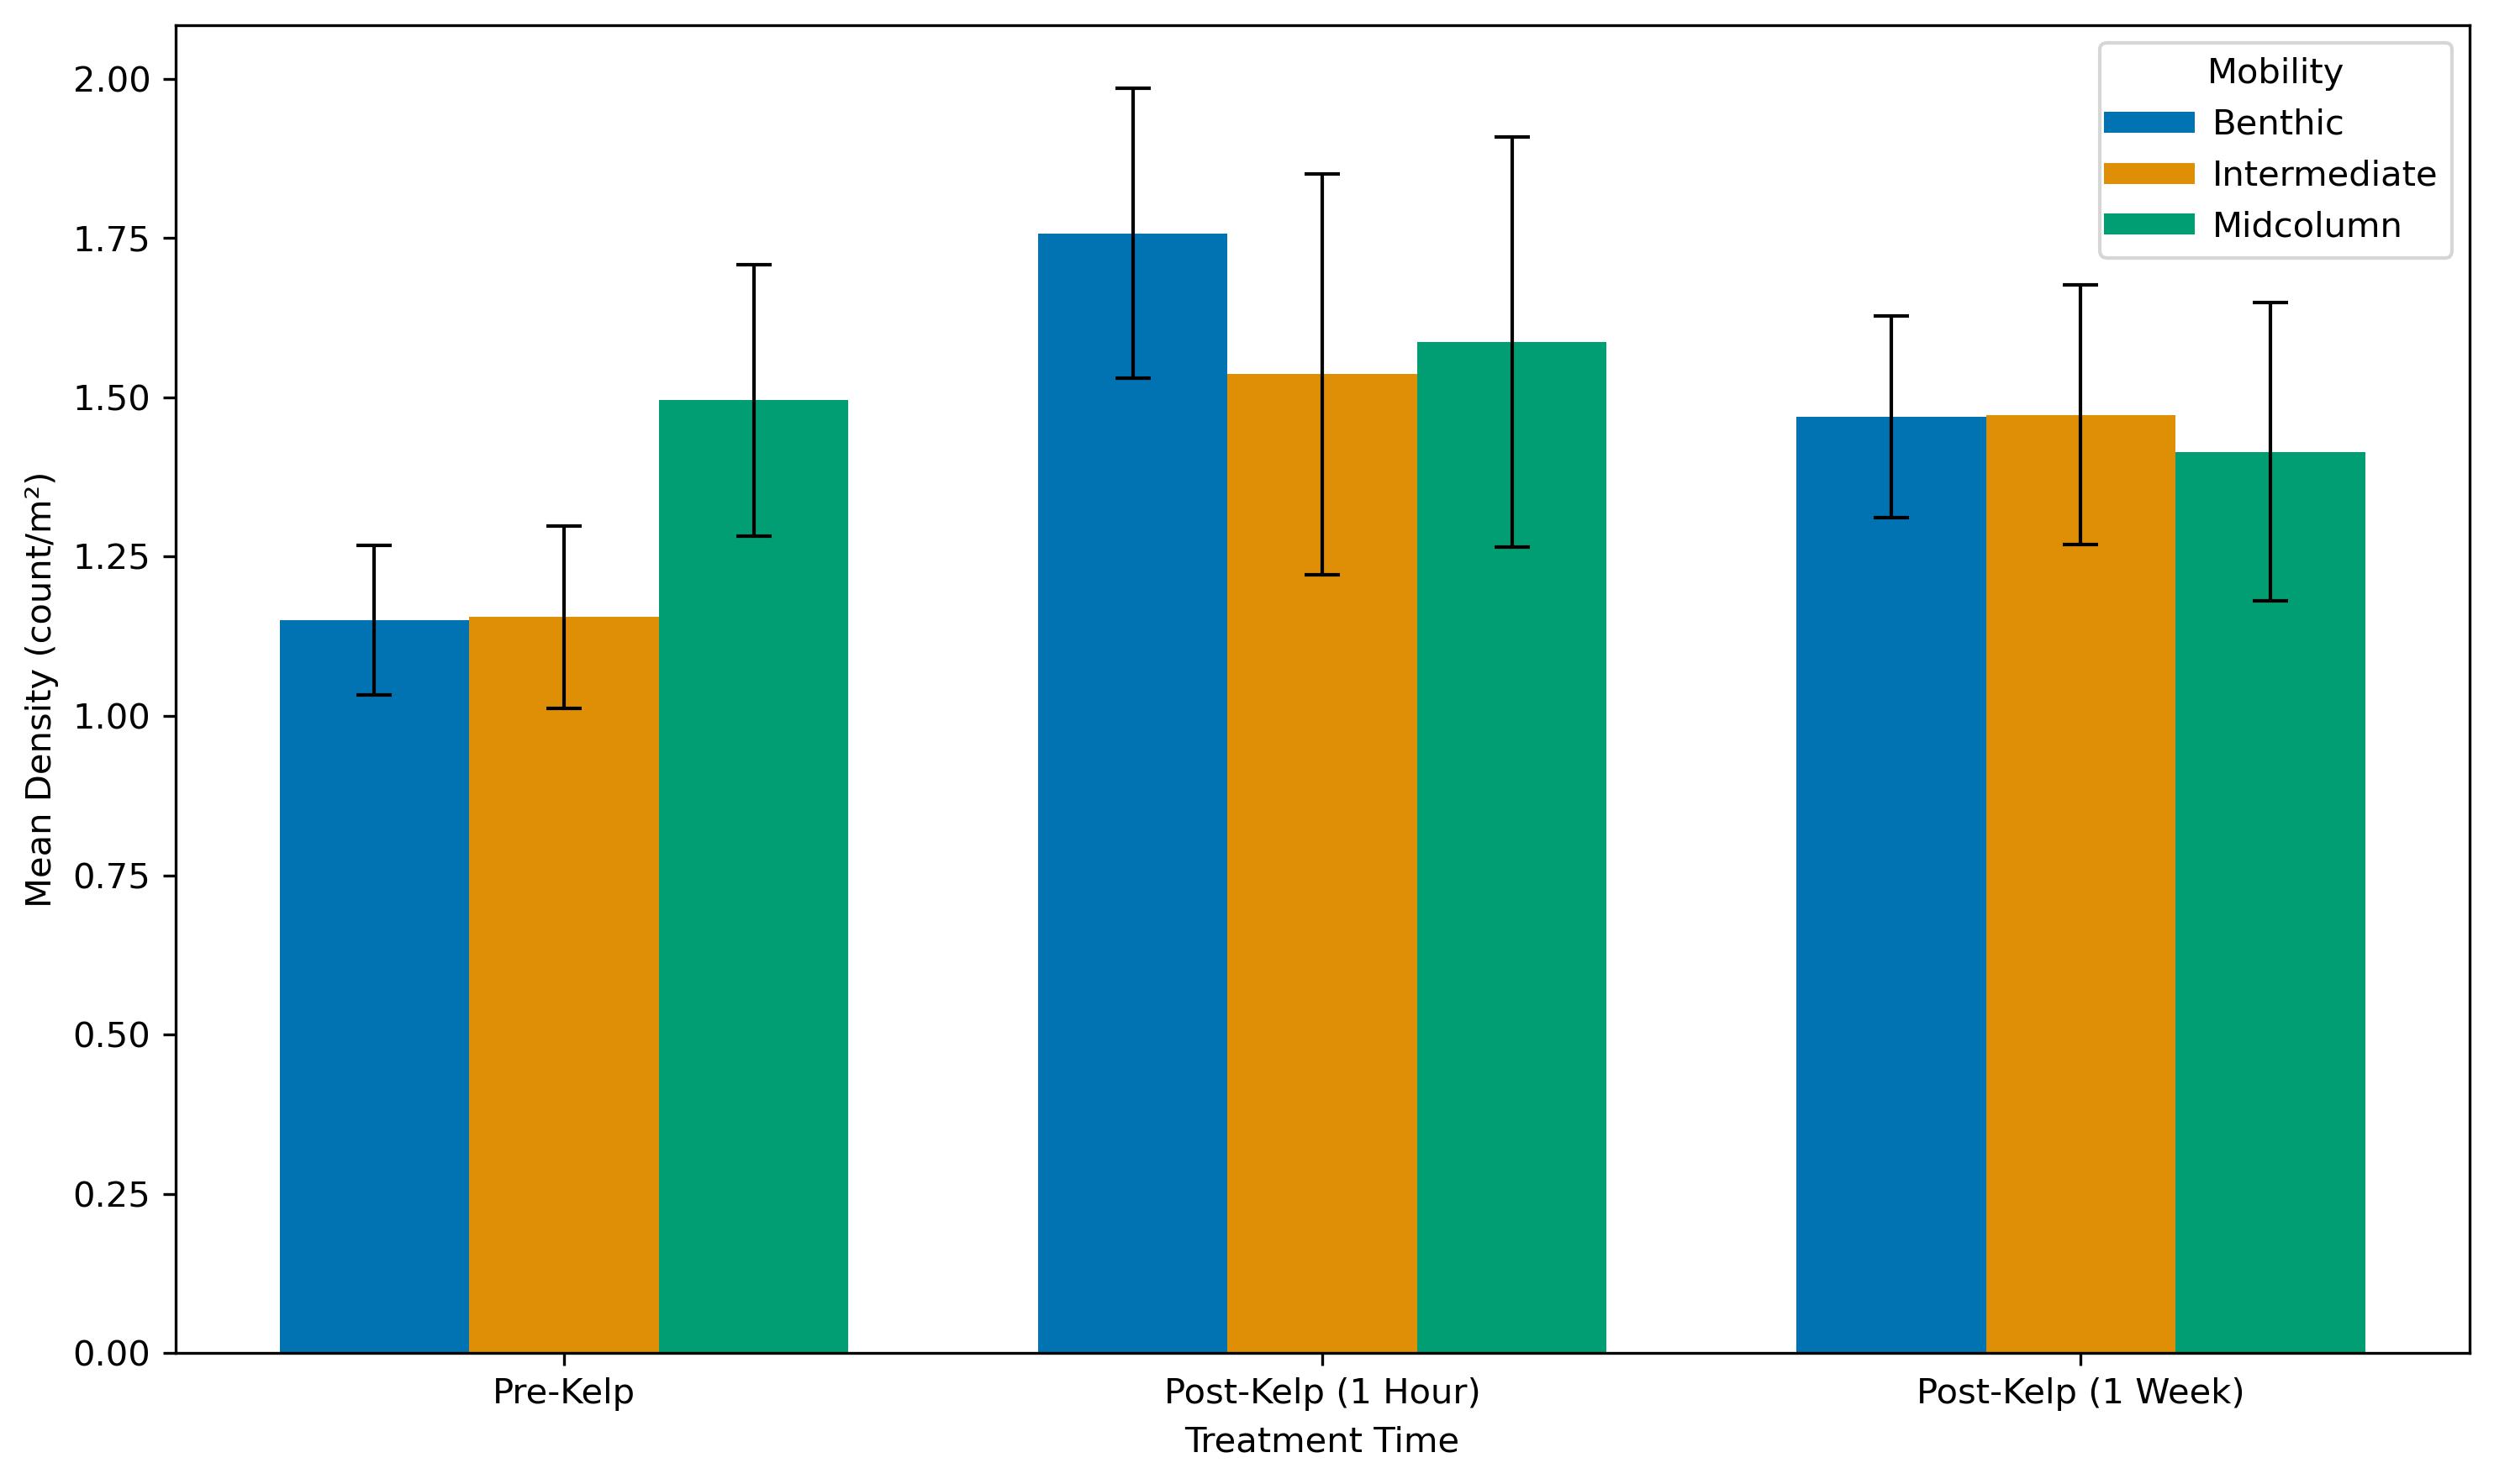 Mobility
Benthic
Intermediate
Midcolumn
Mean Density (count/m²)
2.00
1.75
1.50
1.25
1.00
0.75
0.50
0.25
0.00
Pre-Kelp
Post-Kelp (1 Hour)
Post-Kelp (1 Week)
Treatment Time